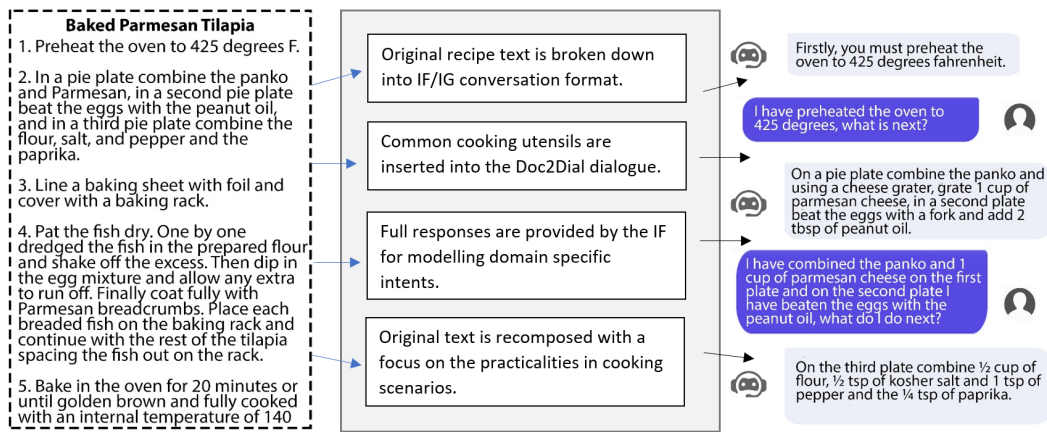 Baked Parmesan Tilapia
1. Preheat the oven to 425 degrees F.
2. In a pie plate combine the panko
and Parmesan, in a second pie plate
beat the eggs with the peanut oil,
and in a third pie plate combine the
flour, salt, and pepper and the
paprika.
3. Line a baking sheet with foil and
cover with a baking rack.
4. Pat the fish dry. One by one
dredged the fish in the prepared flour
and shake off the excess. Then dip in
the egg mixture and allow any extra
to run off. Finally coat fully with
Parmesan breadcrumbs. Place each
breaded fish on the baking rack and
continue with the rest of the tilapia
spacing the fish out on the rack.
5. Bake in the oven for 20 minutes or
until golden brown and fully cooked
with an internal temperature of 140
Original recipe text is broken down
into IF/IG conversation format.
Common cooking utensils are
inserted into the Doc2Dial dialogue.
Full responses are provided by the IF
for modelling domain specific
intents.
Original text is recomposed with a
focus on the practicalities in cooking
scenarios.
Firstly, you must preheat the
oven to 425 degrees fahrenheit.
I have preheated the oven to
425 degrees, what is next?
On a pie plate combine the panko and
using a cheese grater, grate 1 cup of
parmesan cheese, in a second plate
beat the eggs with a fork and add 2
tbsp of peanut oil.
I have combined the panko and 1
cup of parmesan cheese on the first
plate and on the second plate I
have beaten the eggs with the
peanut oil, what do I do next?
On the third plate combine ½ cup of
flour, ½ tsp of kosher salt and 1 tsp of
pepper and the ¼ tsp of paprika.